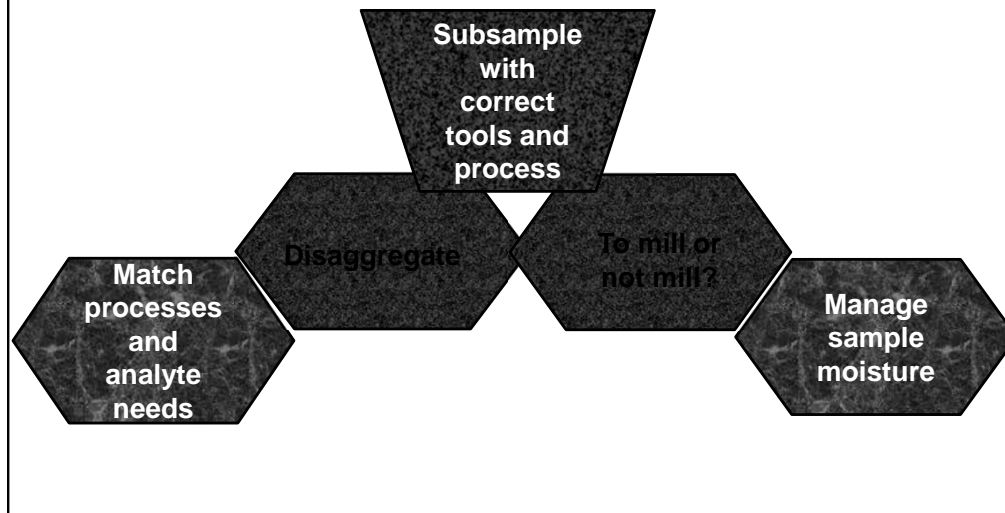 Subsample
with
correct
tools and
process
Disaggregate
To mill or
not mill?
Match
processes
and
analyte
needs
Manage
sample
moisture